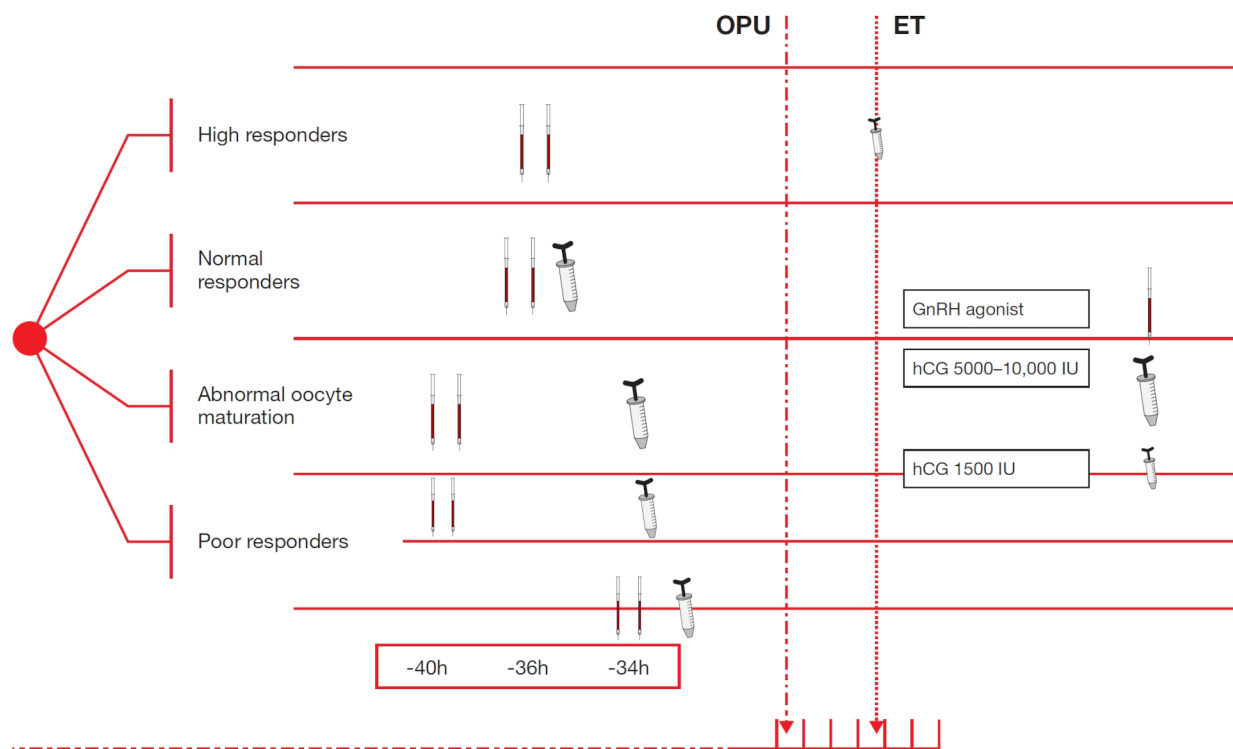 OPU
ET
High responders
Normal
responders
GnRH agonist
hCG 5000–10,000 IU
Abnormal oocyte
maturation
hCG 1500 IU
Poor responders
-40h
-36h
-34h